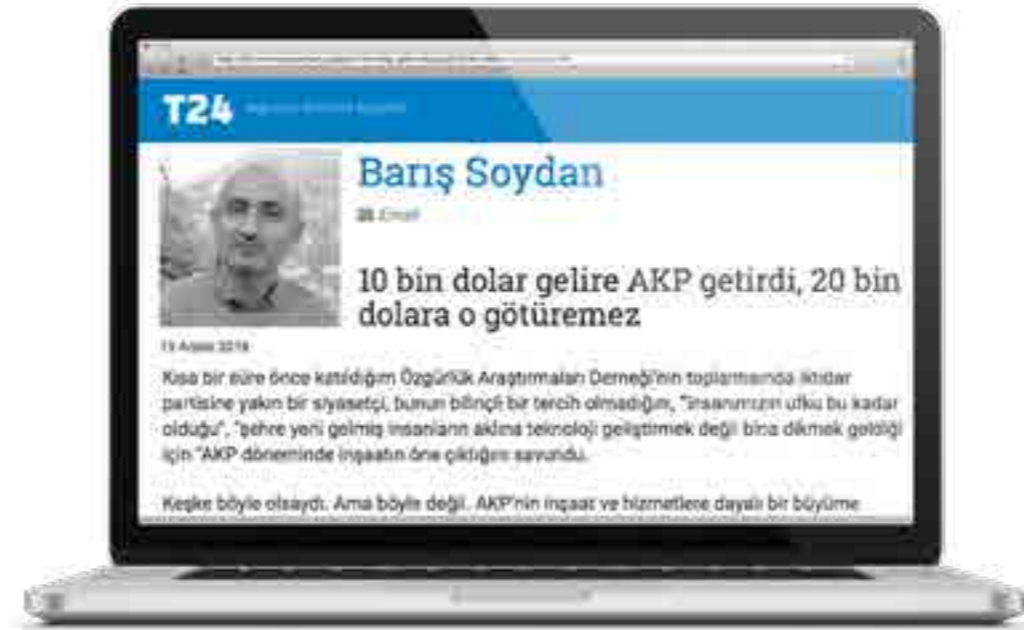 T24
Barış Soydan
Email
10 bin dolar gelire AKP getirdi, 20 bin
dolara o götüremez
Kısa bir süre önce katıldığım Özgürlük Araştırmaları Derneği'nin toplantısında iktidar
partisine yakın bir siyasetçi, bunun bilinçli bir tercih olmadığını, "insanımızın ufku bu kadar
olduğu", "şehre yeni gelmiş insanların aklına teknoloji geliştirmek değil bina dikmek geldiği
için "AKP döneminde inşaatın öne çıktığını savundu.
Keşke böyle olsaydı. Ama böyle değil. AKP'nin inşaat ve hizmetlere dayalı bir büyüme